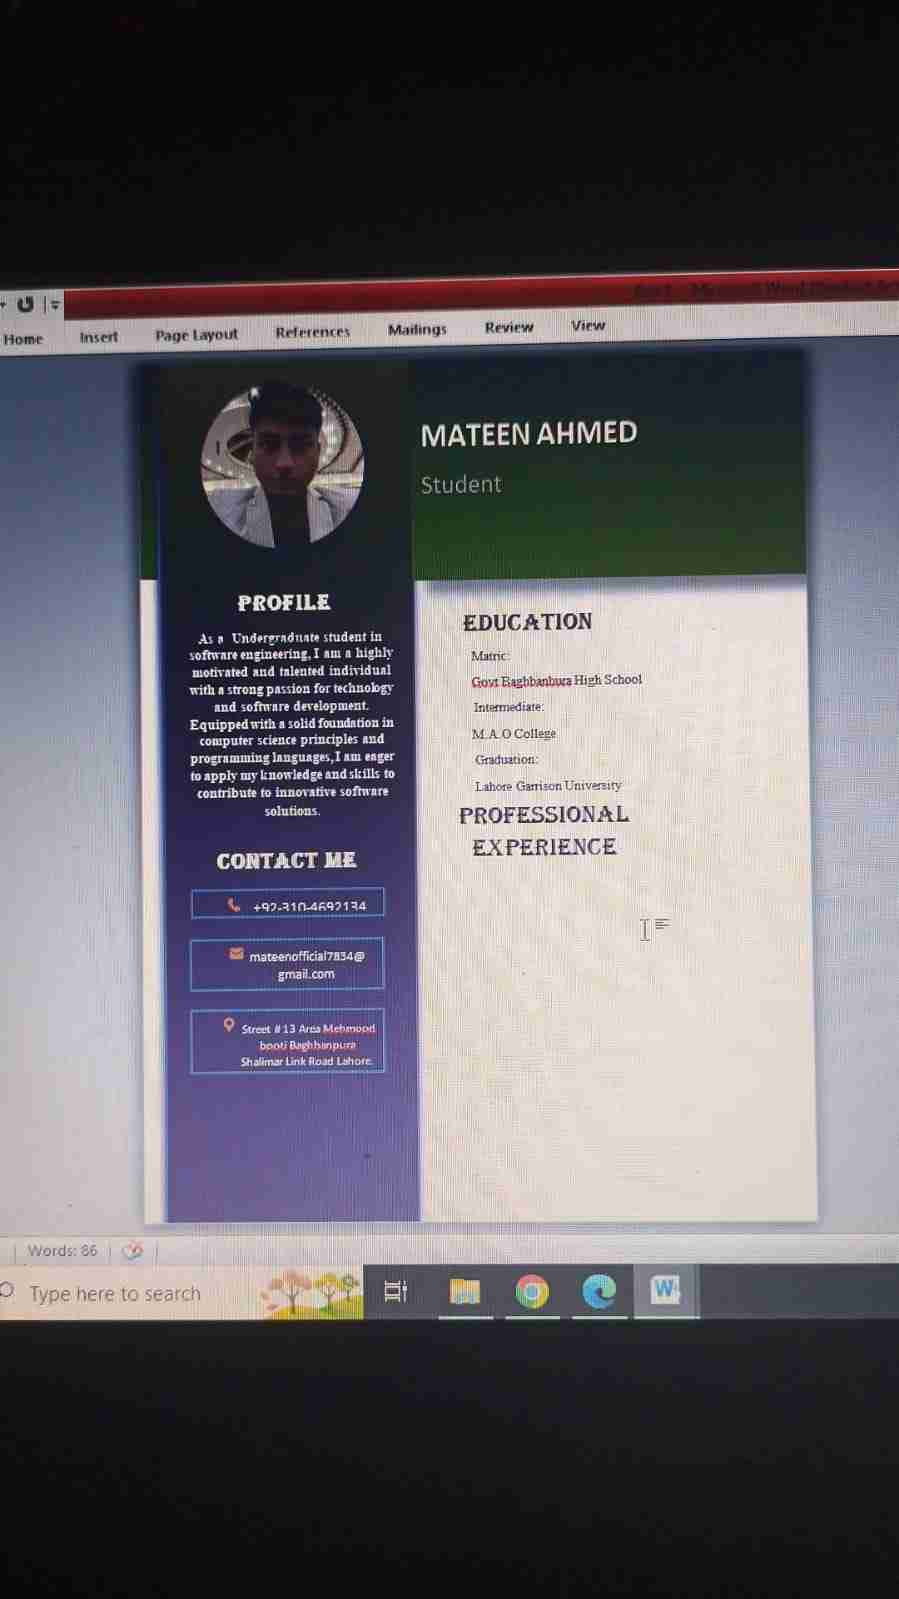 Home Insert Page Layout References Mailings Review View
MATEEN AHMED
Student
PROFILE
As a Undergraduate student in
software engineering, I am a highly
motivated and talented individual
with a strong passion for technology
and software development.
Equipped with a solid foundation in
computer science principles and
programming languages, I am eager
to apply my knowledge and skills to
contribute to innovative software
solutions.
CONTACT ME
+92-310-4692134
mateenofficial7834@
gmail.com
Street # 13 Area Mehmood
booti Baghbanpura
Shalimar Link Road Lahore.
EDUCATION
Matric:
Govt Baghbanbura High School
Intermediate:
M.A.O College
Graduation:
Lahore Garrison University
PROFESSIONAL
EXPERIENCE
Words: 86
Type here to search
W